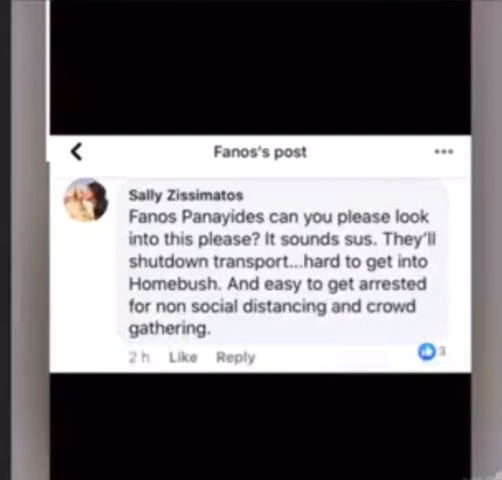 Fanos's post
Sally Zissimatos
Fanos Panayides can you please look
into this please? It sounds sus. They'll
shutdown transport...hard to get into
Homebush. And easy to get arrested
for non social distancing and crowd
gathering.
2 h Like Reply 3